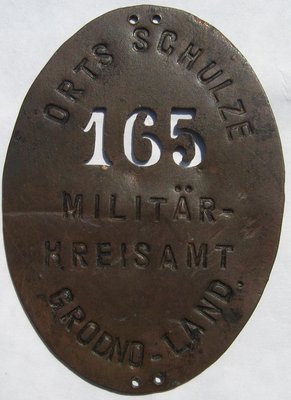 ORTS SCHULZE
165
MILITÄR-
KREISAMT
GRODNO-LAND.